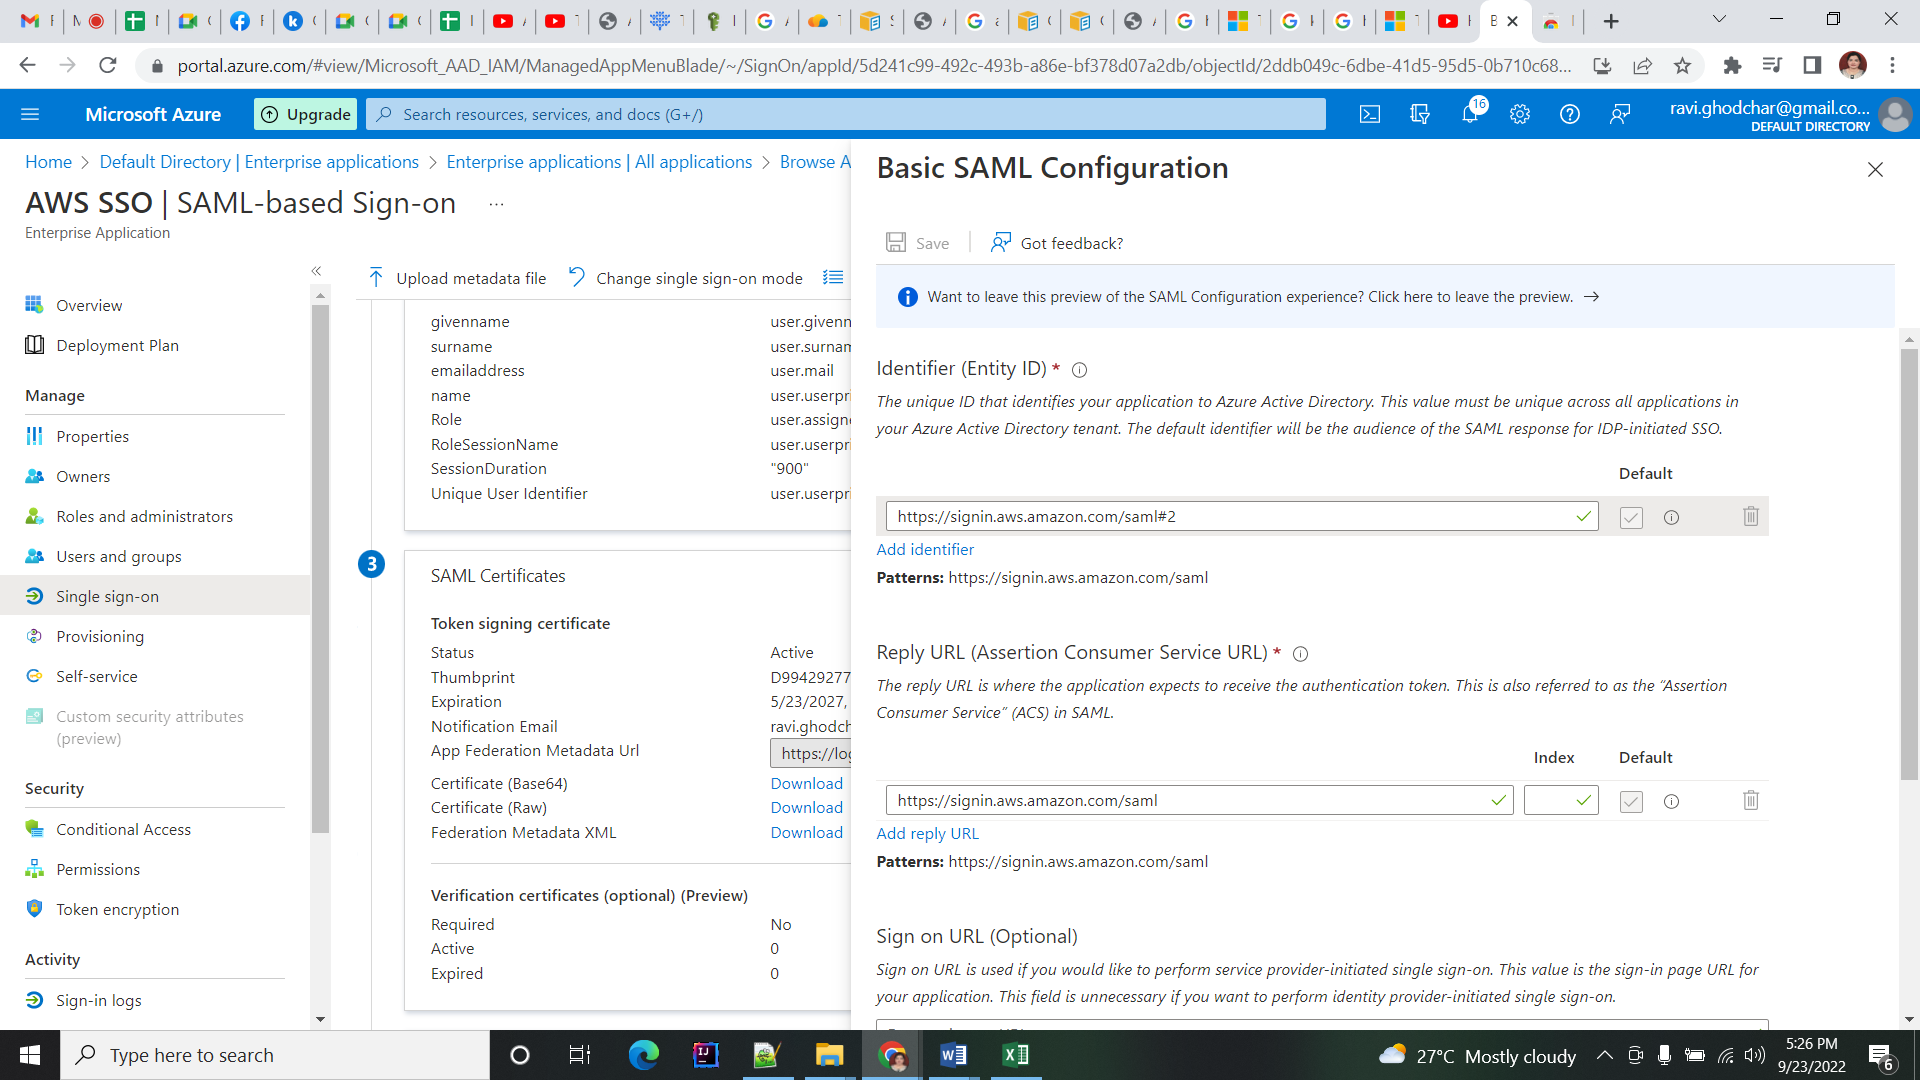 portal.azure.com/#view/Microsoft_AAD_IAM/ManagedAppMenuBlade/~/SignOn/appId/5d241c99-492c-493b-a86e-bf378d07a2db/objectId/2ddb049c-6dbe-41d5-95d5-0b710c68...
Microsoft Azure
Upgrade
Search resources, services, and docs (G+/)
16
ravi.ghodchar@gmail.co...
DEFAULT DIRECTORY
Home > Default Directory | Enterprise applications > Enterprise applications | All applications > Browse A
AWS SSO | SAML-based Sign-on ...
Enterprise Application
«
Overview
Deployment Plan
Manage
Properties
Owners
Roles and administrators
Users and groups
Single sign-on
Provisioning
Self-service
Custom security attributes
(preview)
Security
Conditional Access
Permissions
Token encryption
Activity
Sign-in logs
Upload metadata file
Change single sign-on mode
givenname user.givenn
surname user.surnam
emailaddress user.mail
name user.userpri
Role user.assigne
RoleSessionName user.userpri
SessionDuration "900"
Unique User Identifier user.userpri
3
SAML Certificates
Token signing certificate
Status Active
Thumbprint D99429277
Expiration 5/23/2027,
Notification Email ravi.ghodch
App Federation Metadata Url https://log
Certificate (Base64) Download
Certificate (Raw) Download
Federation Metadata XML Download
Verification certificates (optional) (Preview)
Required No
Active 0
Expired 0
Basic SAML Configuration
Save
Got feedback?
Want to leave this preview of the SAML Configuration experience? Click here to leave the preview. →
Identifier (Entity ID) *
The unique ID that identifies your application to Azure Active Directory. This value must be unique across all applications in
your Azure Active Directory tenant. The default identifier will be the audience of the SAML response for IDP-initiated SSO.
Default
https://signin.aws.amazon.com/saml#2
Add identifier
Patterns: https://signin.aws.amazon.com/saml
Reply URL (Assertion Consumer Service URL) *
The reply URL is where the application expects to receive the authentication token. This is also referred to as the “Assertion
Consumer Service” (ACS) in SAML.
Index Default
https://signin.aws.amazon.com/saml
Add reply URL
Patterns: https://signin.aws.amazon.com/saml
Sign on URL (Optional)
Sign on URL is used if you would like to perform service provider-initiated single sign-on. This value is the sign-in page URL for
your application. This field is unnecessary if you want to perform identity provider-initiated single sign-on.
Type here to search
27°C Mostly cloudy
5:26 PM
9/23/2022
6